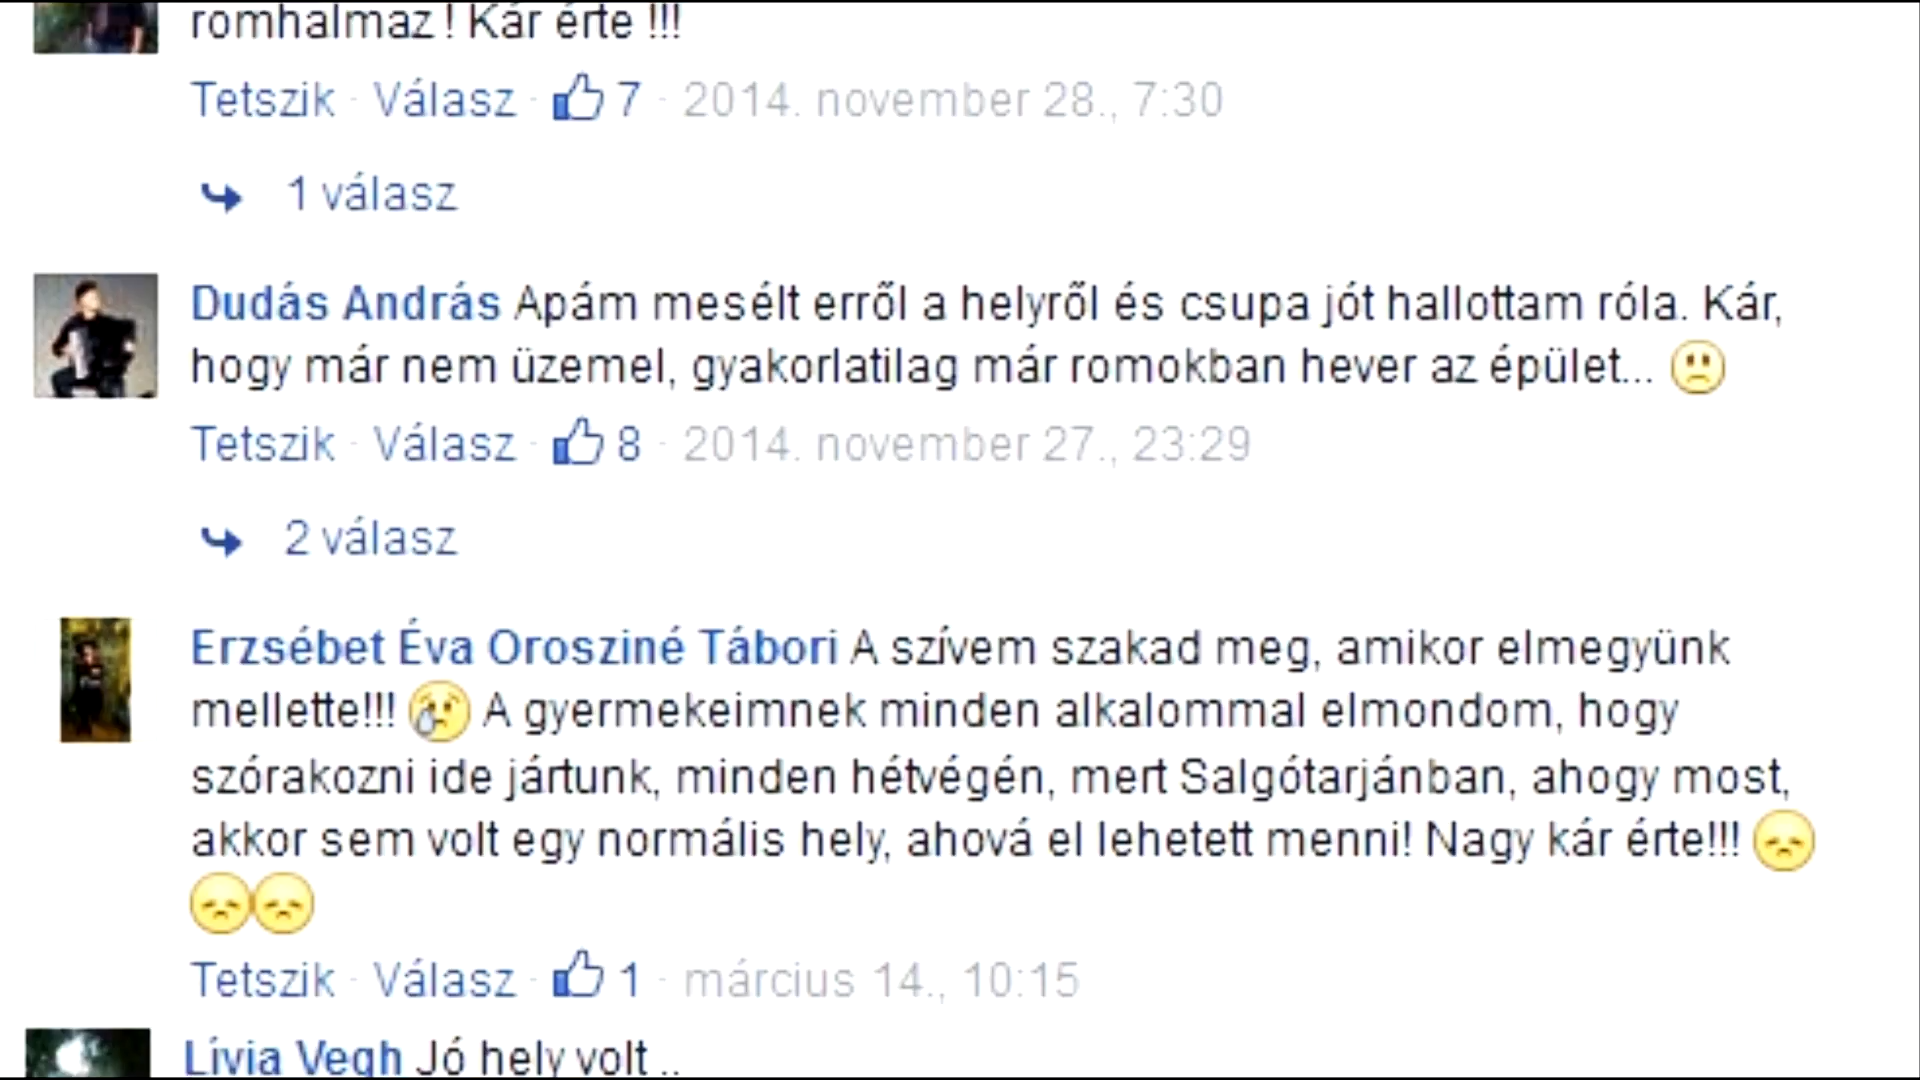 romhalmaz ! Kár érte !!!
Tetszik · Válasz · 7 · 2014. november 28., 7:30
1 válasz
Dudás András Apám mesélt erről a helyről és csupa jót hallottam róla. Kár,
hogy már nem üzemel, gyakorlatilag már romokban hever az épület...
Tetszik · Válasz · 8 · 2014. november 27., 23:29
2 válasz
Erzsébet Éva Orosziné Tábori A szívem szakad meg, amikor elmegyünk
mellette!!! A gyermekeimnek minden alkalommal elmondom, hogy
szórakozni ide jártunk, minden hétvégén, mert Salgótarjánban, ahogy most,
akkor sem volt egy normális hely, ahová el lehetett menni! Nagy kár érte!!!
Tetszik · Válasz · 1 · március 14., 10:15
Lívia Vegh Jó hely volt ..